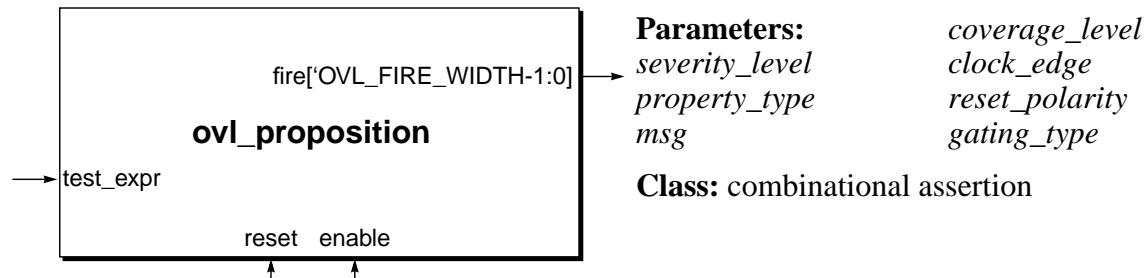 fire[‘OVL_FIRE_WIDTH-1:0]
ovl_proposition
test_expr
reset enable
Parameters: coverage_level
severity_level clock_edge
property_type reset_polarity
msg gating_type
Class: combinational assertion